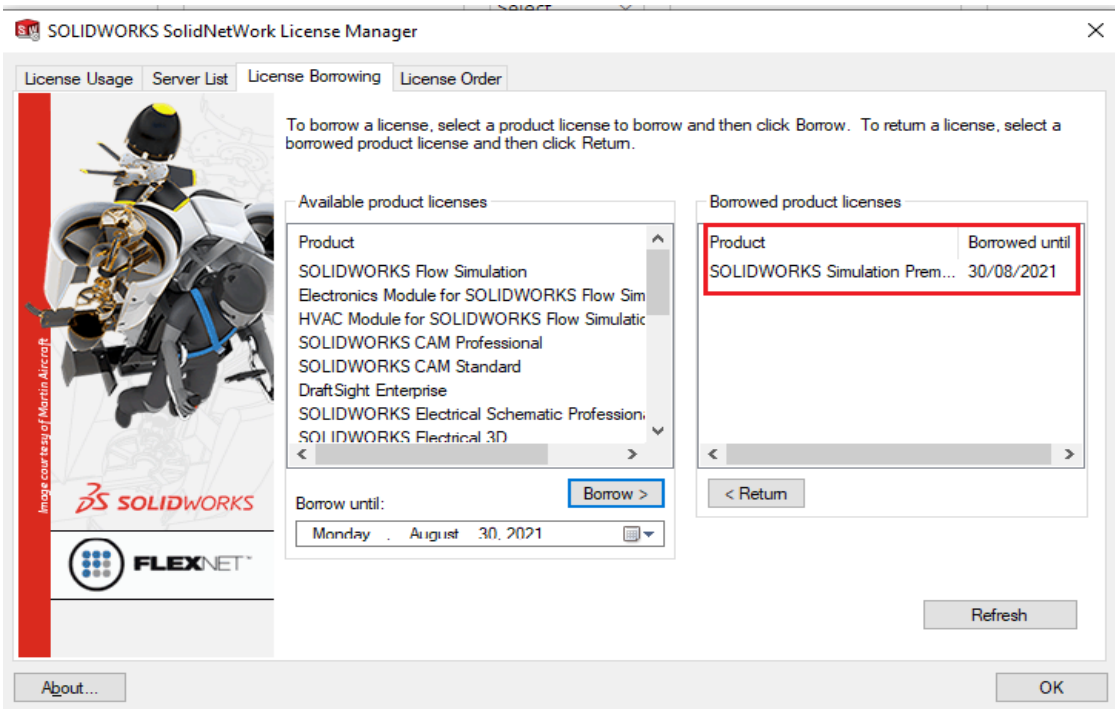 Select
SOLIDWORKS SolidNetWork License Manager
License Usage
Server List
License Borrowing
License Order
To borrow a license, select a product license to borrow and then click Borrow. To return a license, select a
borrowed product license and then click Return.
Available product licenses
Product
SOLIDWORKS Flow Simulation
Electronics Module for SOLIDWORKS Flow Sim
HVAC Module for SOLIDWORKS Flow Simulatic
SOLIDWORKS CAM Professional
SOLIDWORKS CAM Standard
DraftSight Enterprise
SOLIDWORKS Electrical Schematic Profession
SOLIDWORKS Electrical 3D
Borrow until:
Borrow >
Monday , August 30, 2021
Borrowed product licenses
Product Borrowed until
SOLIDWORKS Simulation Prem... 30/08/2021
< Return
Refresh
Image courtesy of Martin Aircraft
3S SOLIDWORKS
FLEXNET™
About...
OK